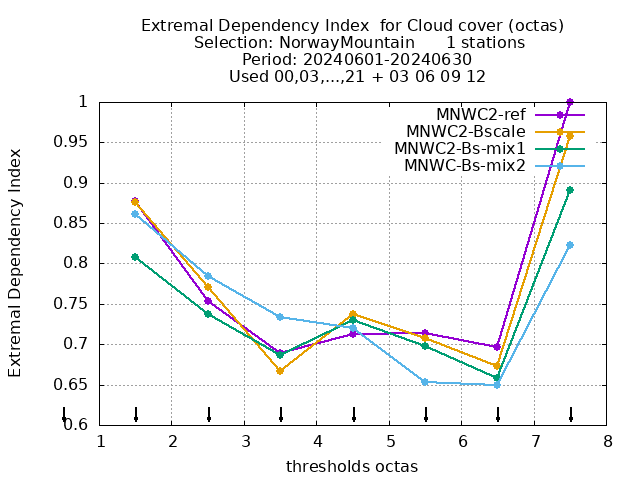 Extremal Dependency Index  for Cloud cover (octas)
Selection: NorwayMountain      1 stations
Period: 20240601-20240630
Used 00,03,...,21 + 03 06 09 12
MNWC2-ref
MNWC2-Bscale
MNWC2-Bs-mix1
MNWC-Bs-mix2
Extremal Dependency Index
1
0.95
0.9
0.85
0.8
0.75
0.7
0.65
0.6
1 2 3 4 5 6 7 8
thresholds octas